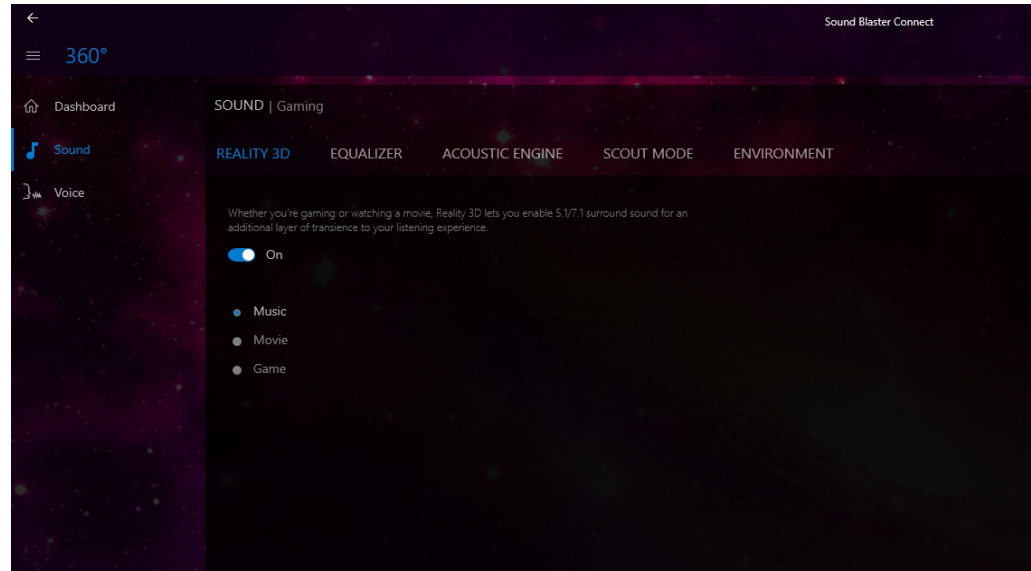 Sound Blaster Connect
360°
Dashboard
Sound
Voice
SOUND | Gaming
REALITY 3D EQUALIZER ACOUSTIC ENGINE SCOUT MODE ENVIRONMENT
Whether you're gaming or watching a movie, Reality 3D lets you enable 5.1/7.1 surround sound for an
additional layer of transience to your listening experience.
On
Music
Movie
Game